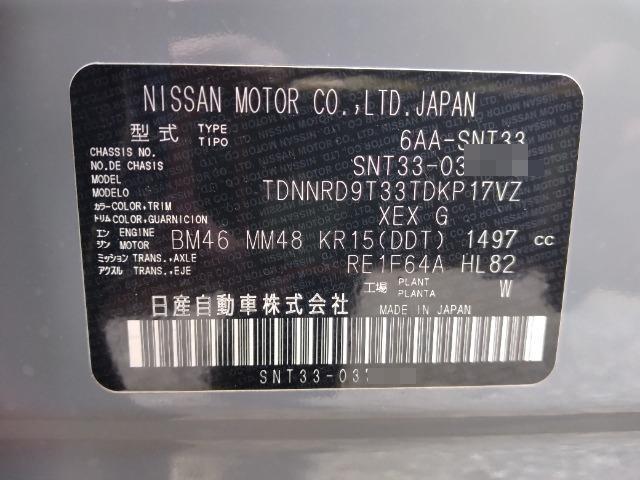 NISSAN MOTOR CO.,LTD.JAPAN
型式 TYPE TIPO 6AA-SNT33
CHASSIS NO. NO.DE CHASIS SNT33-03
MODEL MODELO TDNNRD9T33TDKP17VZ
カラー COLOR,TRIM トリム COLOR,GUARNICION XEX G
エン ENGINE ジン MOTOR BM46 MM48 KR15(DDT) 1497 cc
ミッション TRANS.,AXLE アクスル TRANS.,EJE RE1F64A HL82
工場 PLANT PLANTA W
日産自動車株式会社 MADE IN JAPAN
SNT33-037